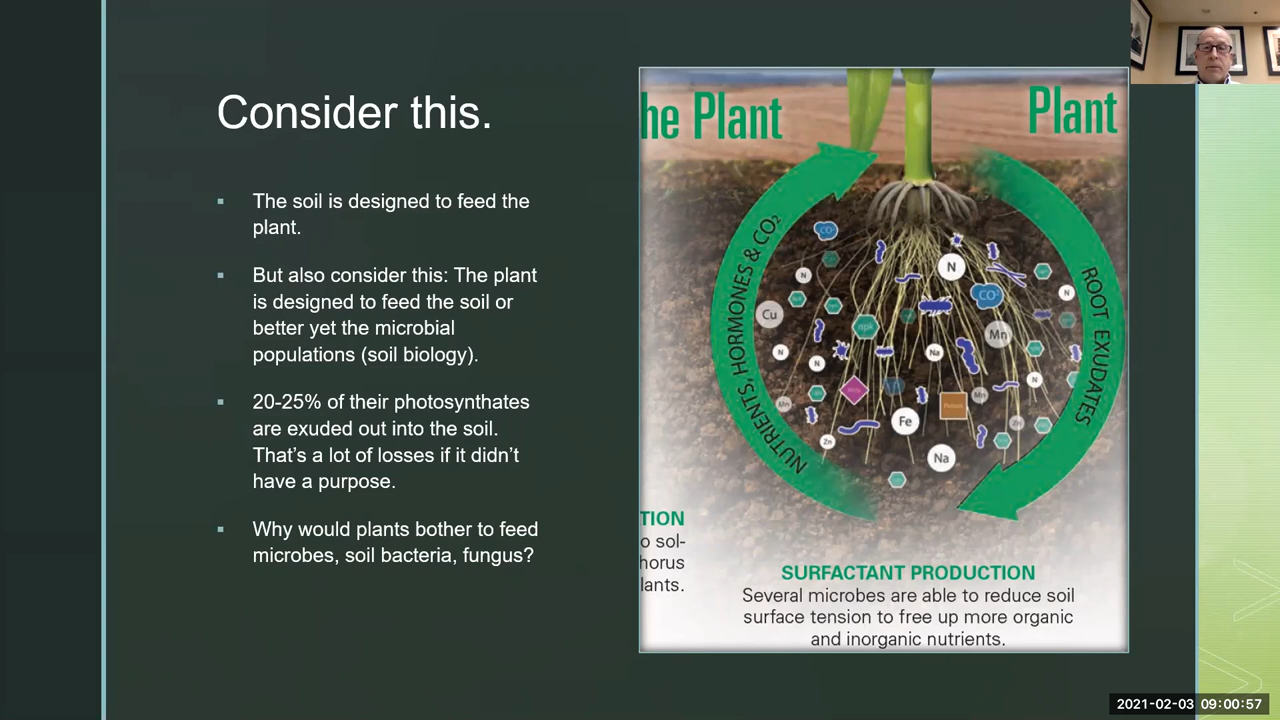 Consider this.
▪ The soil is designed to feed the
plant.
▪ But also consider this: The plant
is designed to feed the soil or
better yet the microbial
populations (soil biology).
▪ 20-25% of their photosynthates
are exuded out into the soil.
That's a lot of losses if it didn't
have a purpose.
▪ Why would plants bother to feed
microbes, soil bacteria, fungus?
he Plant
Plant
NUTRIENTS, HORMONES & CO₂
ROOT EXUDATES
CO²
N
N
N
CO²
Cu
npk
Mn
N
N
Na
N
Mn
Mn
Fe
Zn
Zn
Na
TION
o sol-
horus
lants.
SURFACTANT PRODUCTION
Several microbes are able to reduce soil
surface tension to free up more organic
and inorganic nutrients.
2021-02-03 09:00:57